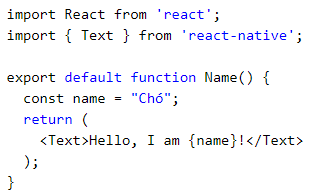 import React from 'react';
import { Text } from 'react-native';

export default function Name() {
  const name = "Chó";
  return (
    <Text>Hello, I am {name}!</Text>
  );
}